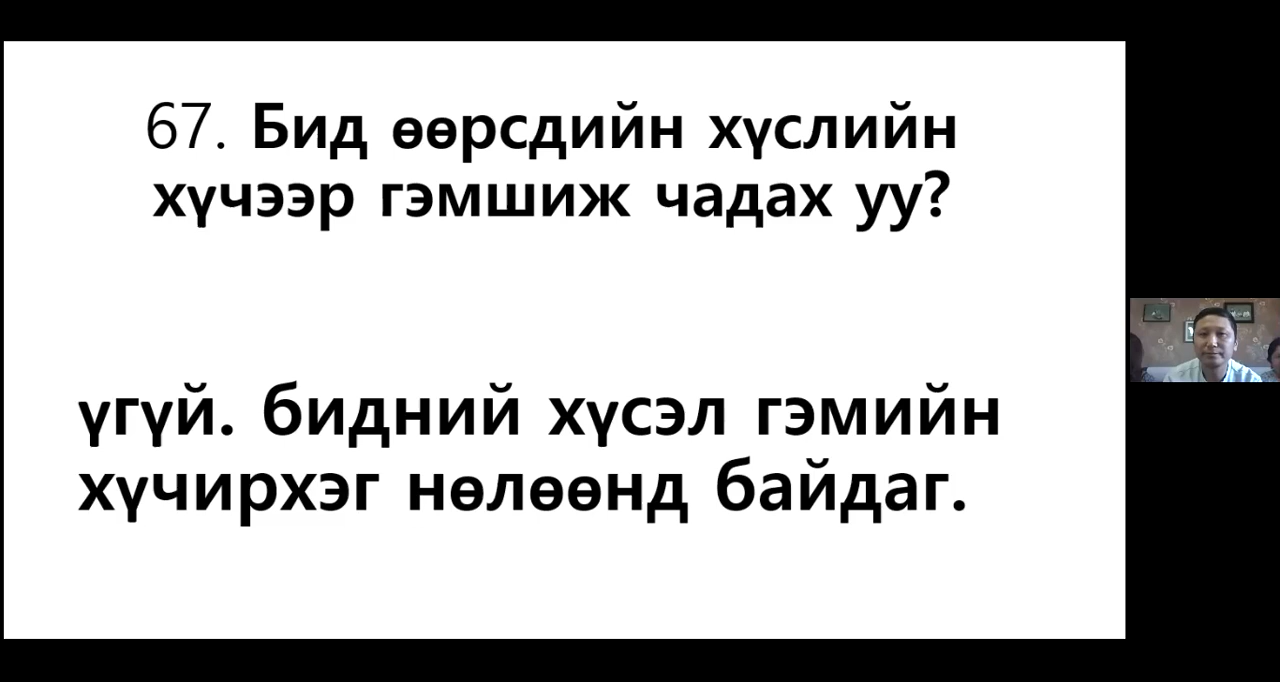 67. Бид өөрсдийн хүслийн
хүчээр гэмшиж чадах уу?
үгүй. бидний хүсэл гэмийн
хүчирхэг нөлөөнд байдаг.